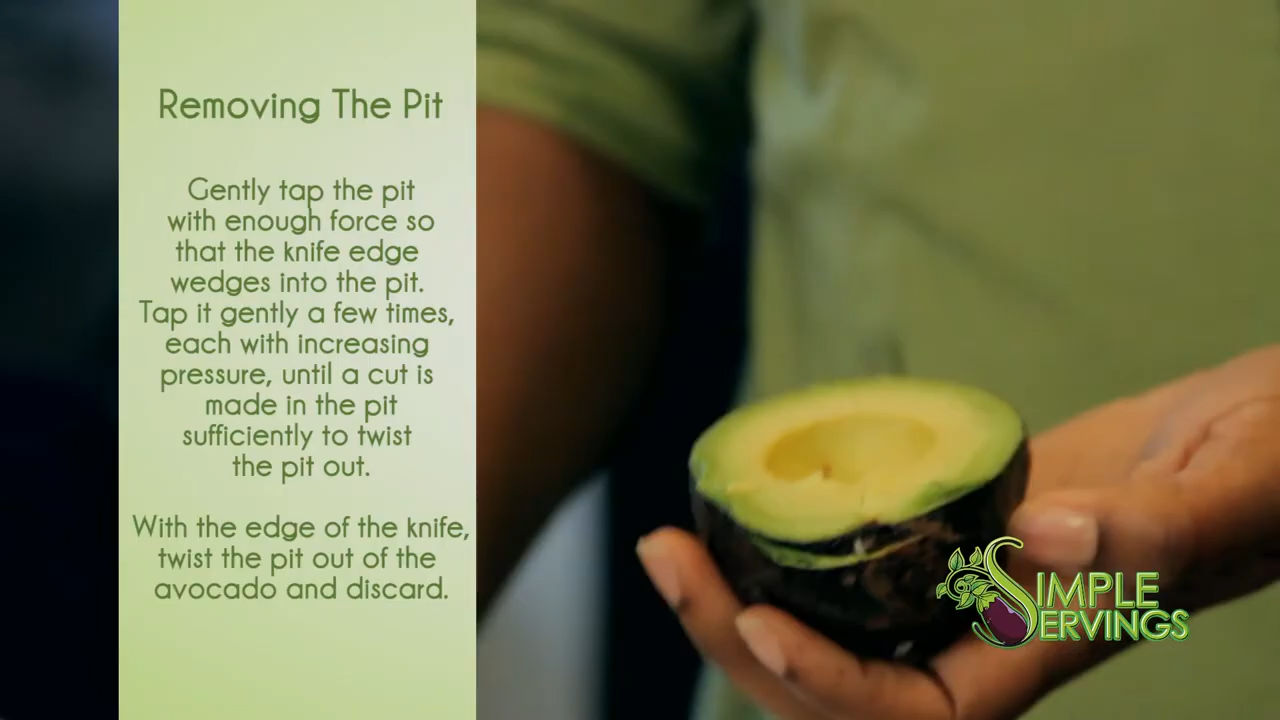 Removing The Pit
Gently tap the pit
with enough force so
that the knife edge
wedges into the pit.
Tap it gently a few times,
each with increasing
pressure, until a cut is
made in the pit
sufficiently to twist
the pit out.
With the edge of the knife,
twist the pit out of the
avocado and discard.
SIMPLE
SERVINGS